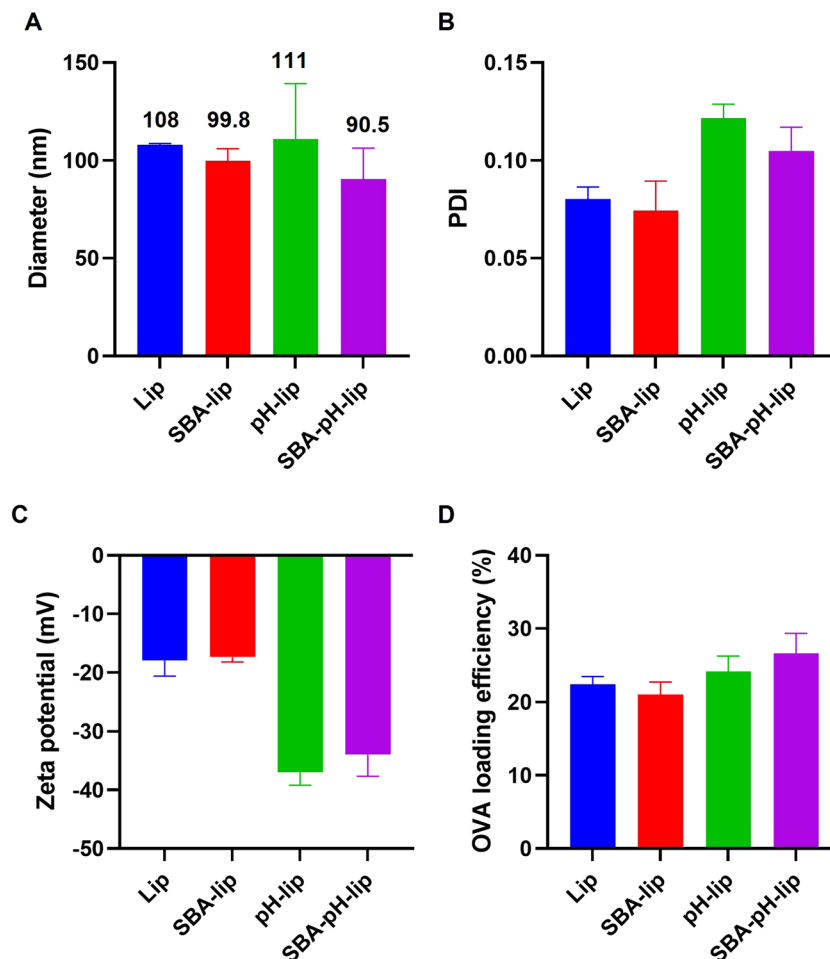 A
Diameter (nm)
150
100
50
0
108
99.8
111
90.5
Lip
SBA-lip
pH-lip
SBA-pH-lip
B
PDI
0.15
0.10
0.05
0.00
Lip
SBA-lip
pH-lip
SBA-pH-lip
C
Zeta potential (mV)
0
-10
-20
-30
-40
-50
Lip
SBA-lip
pH-lip
SBA-pH-lip
D
OVA loading efficiency (%)
40
30
20
10
0
Lip
SBA-lip
pH-lip
SBA-pH-lip